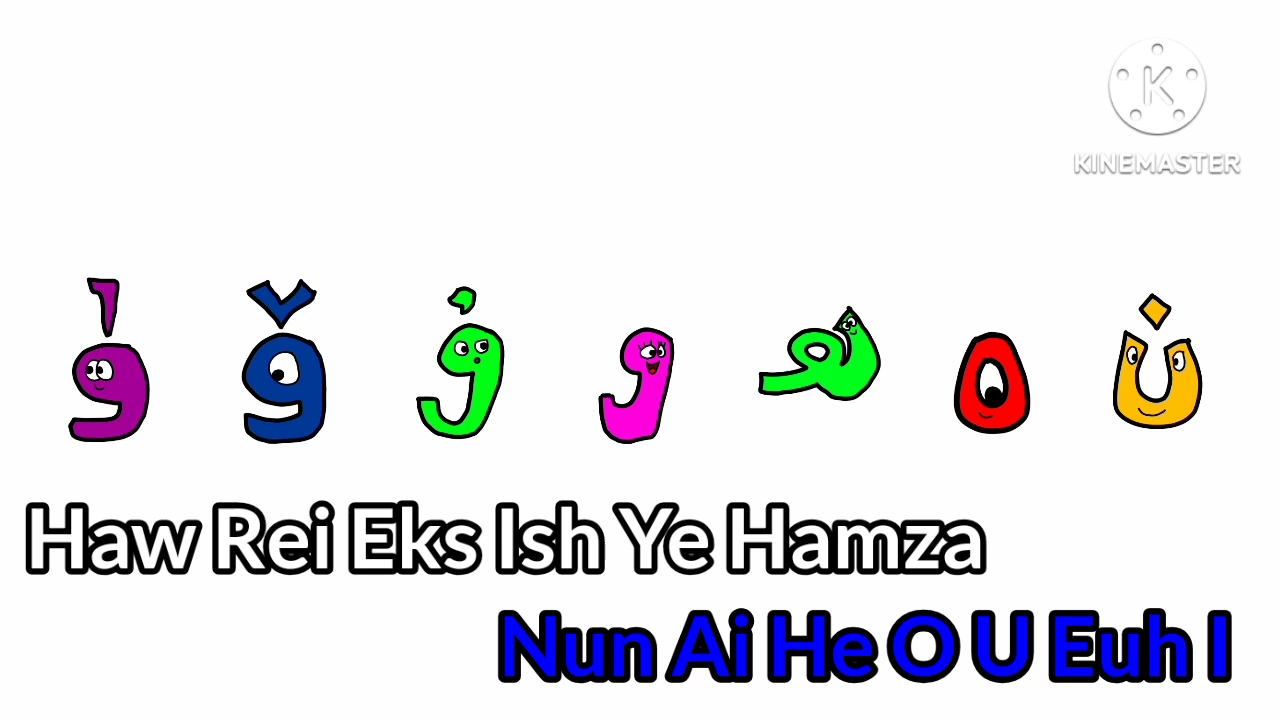 KINEMASTER
ن ە ھ و ۇ ۆ ۈ
Haw Rei Eks Ish Ye Hamza
Nun Ai He O U Euh I